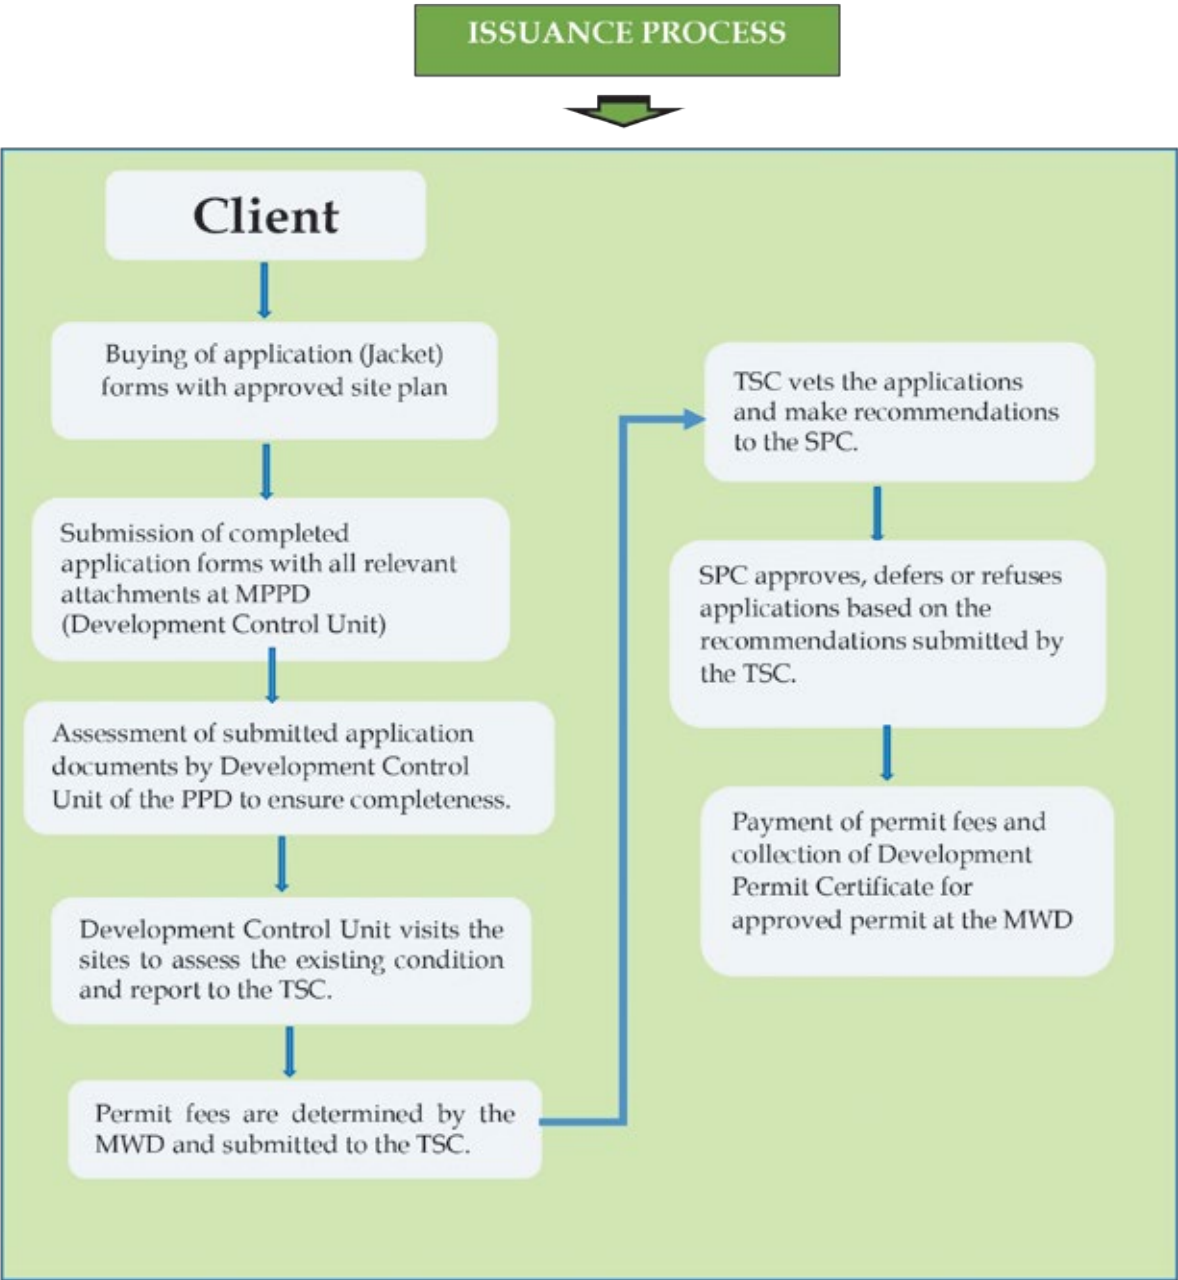 ISSUANCE PROCESS
Client
Buying of application (Jacket)
forms with approved site plan
Submission of completed
application forms with all relevant
attachments at MPPD
(Development Control Unit)
Assessment of submitted application
documents by Development Control
Unit of the PPD to ensure completeness.
Development Control Unit visits the
sites to assess the existing condition
and report to the TSC.
Permit fees are determined by the
MWD and submitted to the TSC.
TSC vets the applications
and make recommendations
to the SPC.
SPC approves, defers or refuses
applications based on the
recommendations submitted by
the TSC.
Payment of permit fees and
collection of Development
Permit Certificate for
approved permit at the MWD